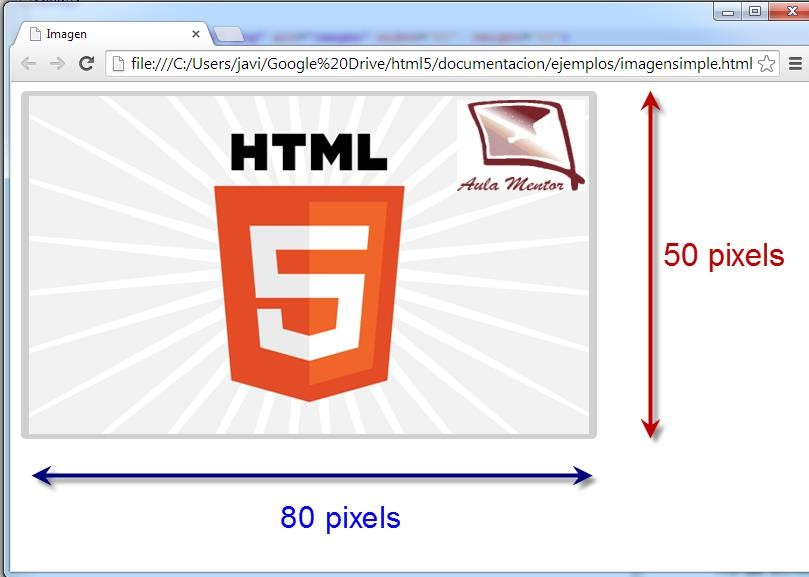 Imagen
file:///C:/Users/javi/Google%20Drive/html5/documentacion/ejemplos/imagensimple.html
HTML
5
Aula Mentor
50 pixels
80 pixels